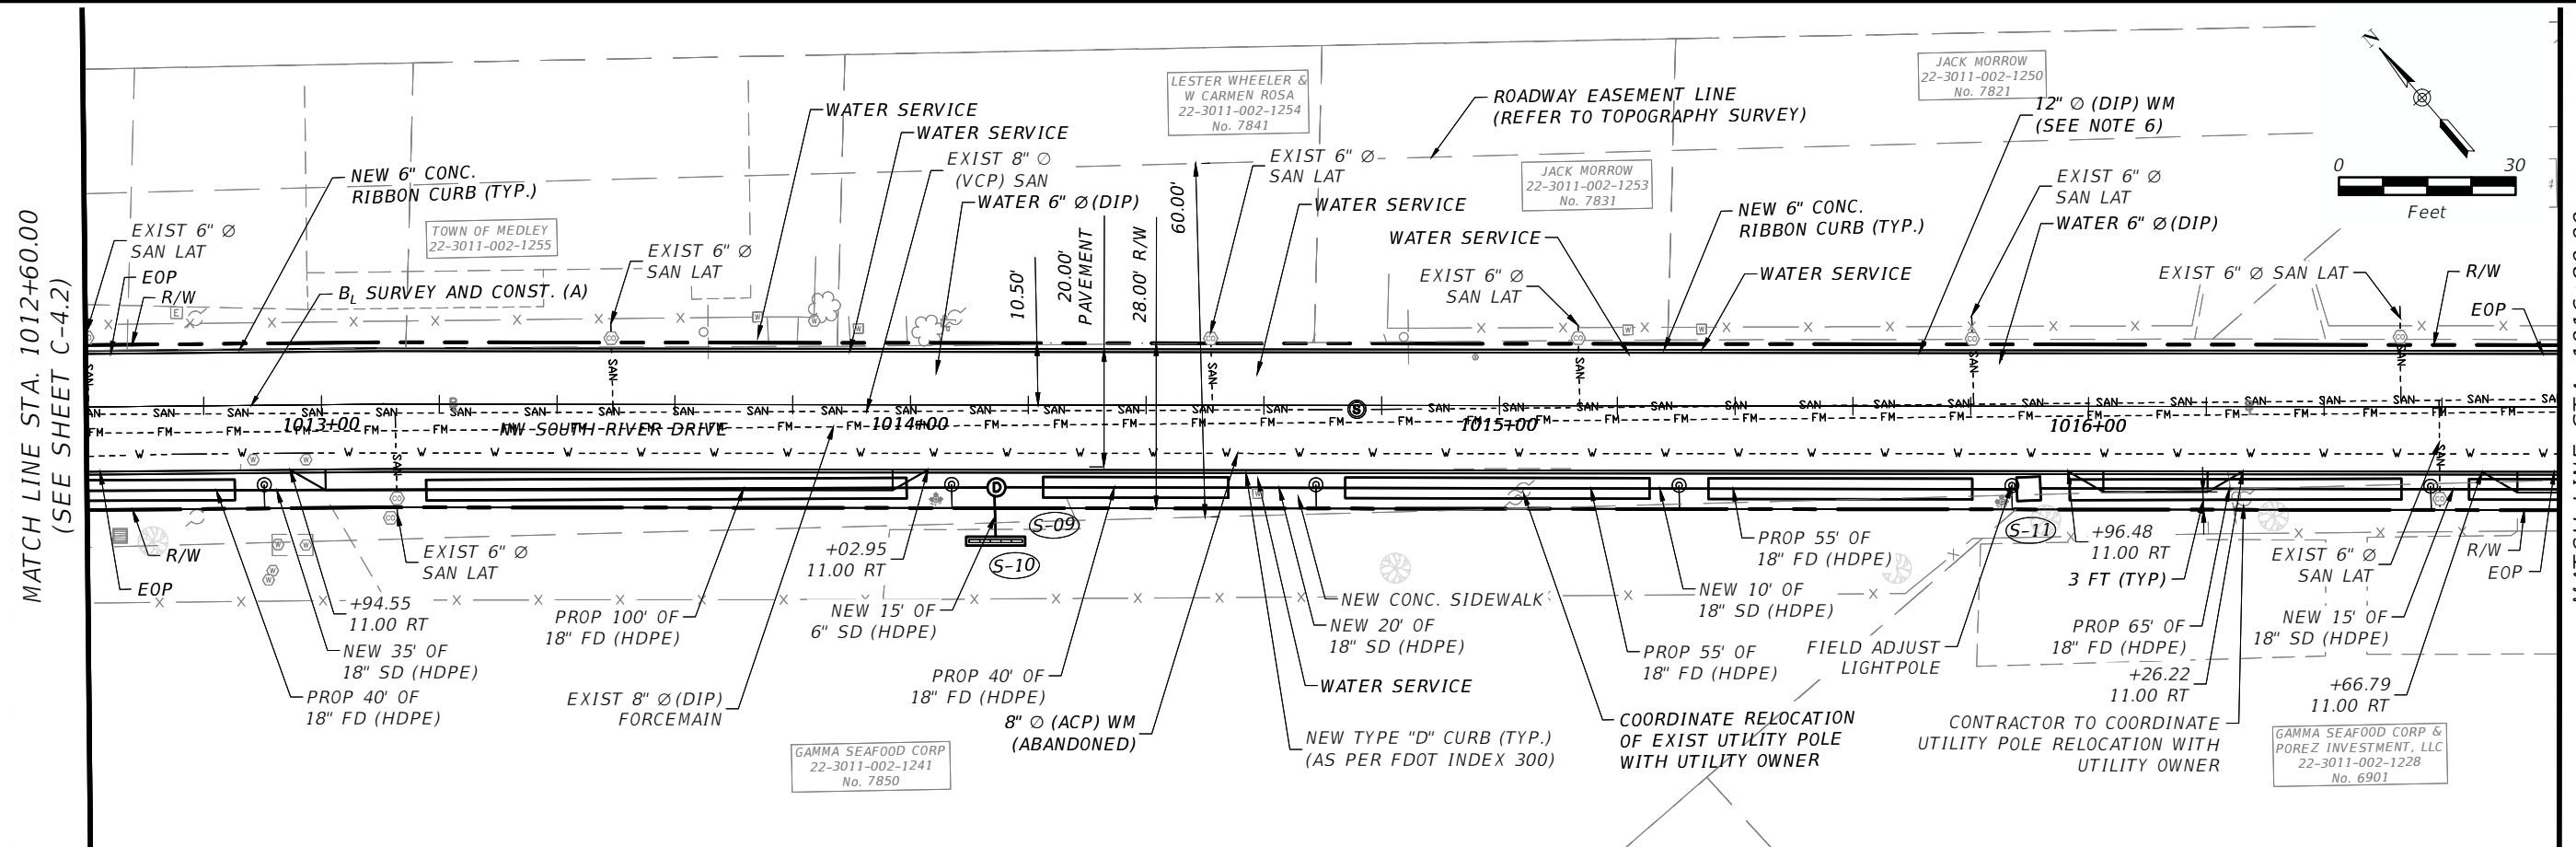 MATCH LINE STA. 1012+60.00
(SEE SHEET C-4.2)
LESTER WHEELER &
W CARMEN ROSA
22-3011-002-1254
No. 7841
ROADWAY EASEMENT LINE
(REFER TO TOPOGRAPHY SURVEY)
JACK MORROW
22-3011-002-1250
No. 7821
12" Ø (DIP) WM
(SEE NOTE 6)
N
0 30
Feet
WATER SERVICE
WATER SERVICE
EXIST 8" Ø
(VCP) SAN
WATER 6" Ø (DIP)
NEW 6" CONC.
RIBBON CURB (TYP.)
EXIST 6" Ø
SAN LAT
EOP
R/W
TOWN OF MEDLEY
22-3011-002-1255
BL SURVEY AND CONST. (A)
EXIST 6" Ø
SAN LAT
10.50'
20.00'
PAVEMENT
28.00' R/W
60.00'
EXIST 6" Ø
SAN LAT
WATER SERVICE
JACK MORROW
22-3011-002-1253
No. 7831
WATER SERVICE
EXIST 6" Ø
SAN LAT
NEW 6" CONC.
RIBBON CURB (TYP.)
WATER SERVICE
EXIST 6" Ø
SAN LAT
WATER 6" Ø (DIP)
EXIST 6" Ø SAN LAT
R/W
EOP
1013+00
NW SOUTH RIVER DRIVE
1014+00
1015+00
1016+00
S-09
S-10
S-11
R/W
EOP
EXIST 6" Ø
SAN LAT
+94.55
11.00 RT
NEW 35' OF
18" SD (HDPE)
PROP 40' OF
18" FD (HDPE)
PROP 100' OF
18" FD (HDPE)
EXIST 8" Ø (DIP)
FORCEMAIN
+02.95
11.00 RT
NEW 15' OF
6" SD (HDPE)
PROP 40' OF
18" FD (HDPE)
8" Ø (ACP) WM
(ABANDONED)
GAMMA SEAFOOD CORP
22-3011-002-1241
No. 7850
NEW CONC. SIDEWALK
NEW 20' OF
18" SD (HDPE)
WATER SERVICE
NEW TYPE "D" CURB (TYP.)
(AS PER FDOT INDEX 300)
PROP 55' OF
18" FD (HDPE)
NEW 10' OF
18" SD (HDPE)
PROP 55' OF
18" FD (HDPE)
COORDINATE RELOCATION
OF EXIST UTILITY POLE
WITH UTILITY OWNER
FIELD ADJUST
LIGHTPOLE
+96.48
11.00 RT
3 FT (TYP)
PROP 65' OF
18" FD (HDPE)
+26.22
11.00 RT
CONTRACTOR TO COORDINATE
UTILITY POLE RELOCATION WITH
UTILITY OWNER
EXIST 6" Ø
SAN LAT
NEW 15' OF
18" SD (HDPE)
+66.79
11.00 RT
R/W
EOP
GAMMA SEAFOOD CORP &
POREZ INVESTMENT, LLC
22-3011-002-1228
No. 6901